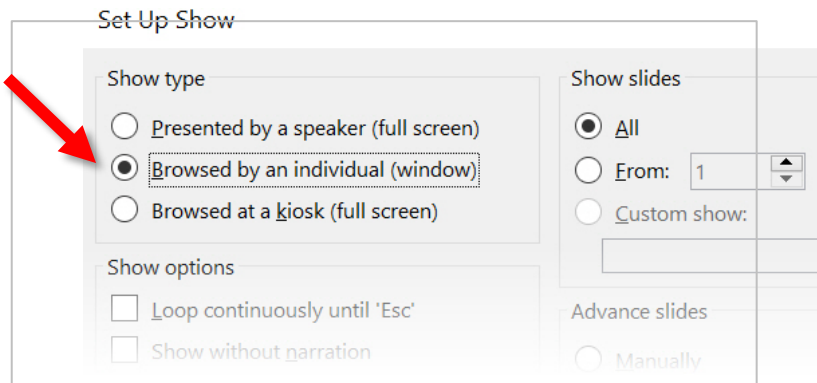 Set Up Show
Show type
Presented by a speaker (full screen)
Browsed by an individual (window)
Browsed at a kiosk (full screen)
Show options
Loop continuously until 'Esc'
Show without narration
Show slides
All
From: 1
Custom show:
Advance slides
Manually